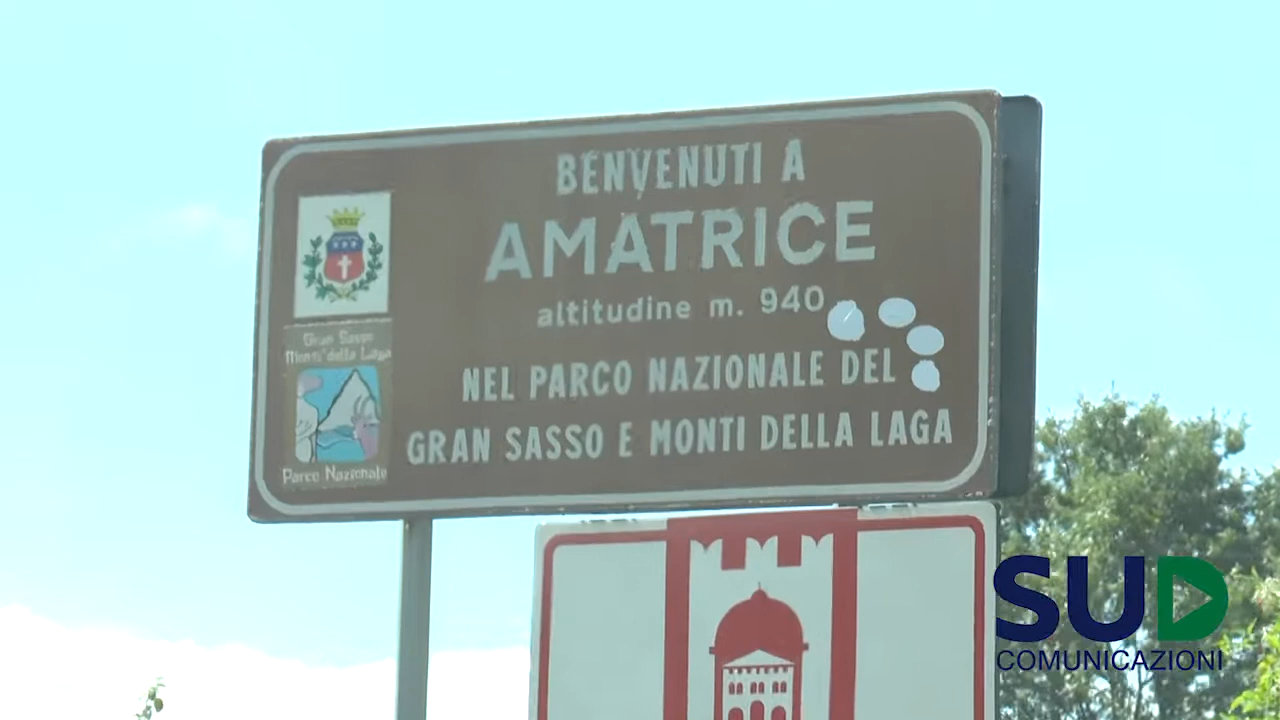 BENVENUTI A
AMATRICE
altitudine m. 940
NEL PARCO NAZIONALE DEL
GRAN SASSO E MONTI DELLA LAGA
Gran Sasso
Monti della Laga
Parco Nazionale
SUD
COMUNICAZIONI